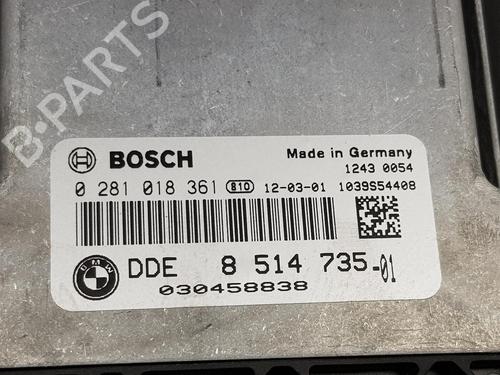 B-PARTS
BOSCH
Made in Germany
1243 0054
0 281 018 361 810 12-03-01 1039S54408
BMW DDE 8 514 735-01
030458838